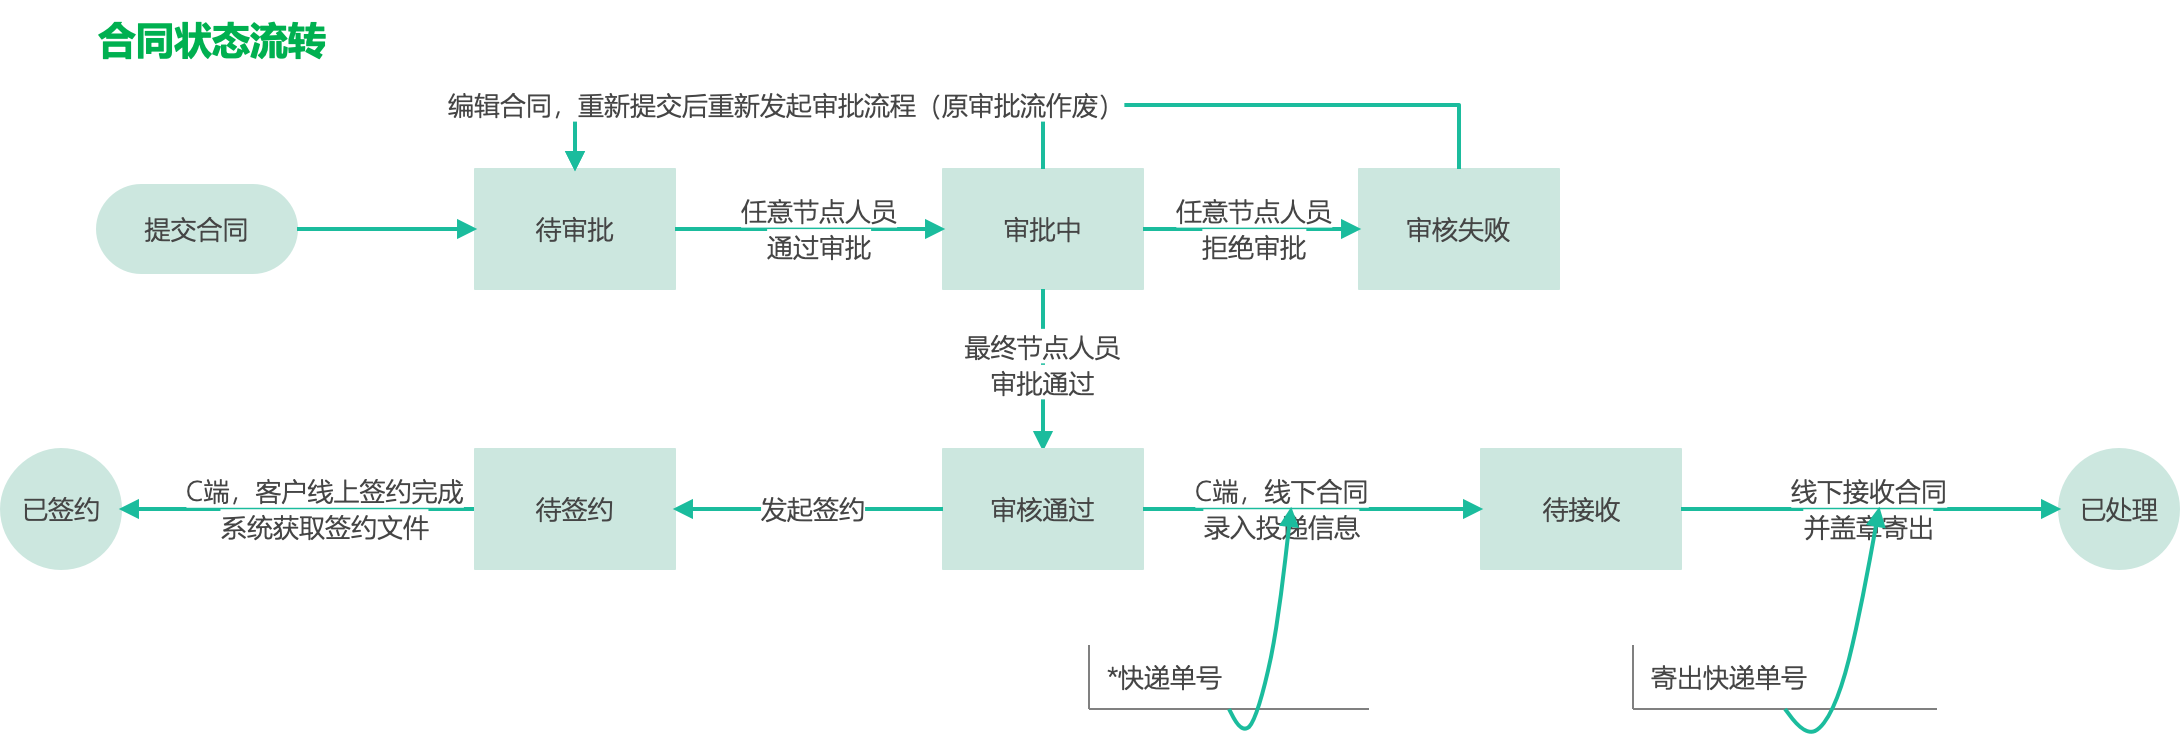 合同状态流转
编辑合同，重新提交后重新发起审批流程（原审批流作废）
提交合同
待审批
任意节点人员
通过审批
审批中
任意节点人员
拒绝审批
审核失败
最终节点人员
审批通过
已签约
C端，客户线上签约完成
系统获取签约文件
待签约
发起签约
审核通过
C端，线下合同
录入投递信息
待接收
线下接收合同
并盖章寄出
已处理
*快递单号
寄出快递单号